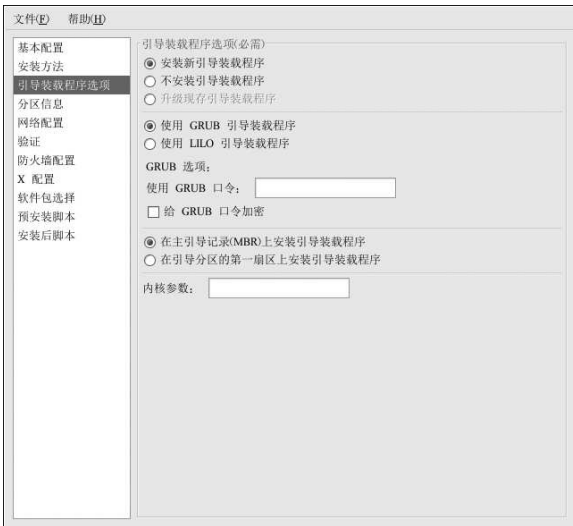 文件(F) 帮助(H)
基本配置
安装方法
引导装载程序选项
分区信息
网络配置
验证
防火墙配置
X 配置
软件包选择
预安装脚本
安装后脚本
引导装载程序选项(必需)
安装新引导装载程序
不安装引导装载程序
升级现存引导装载程序
使用 GRUB 引导装载程序
使用 LILO 引导装载程序
GRUB 选项:
使用 GRUB 口令:
给 GRUB 口令加密
在主引导记录(MBR)上安装引导装载程序
在引导分区的第一扇区上安装引导装载程序
内核参数: